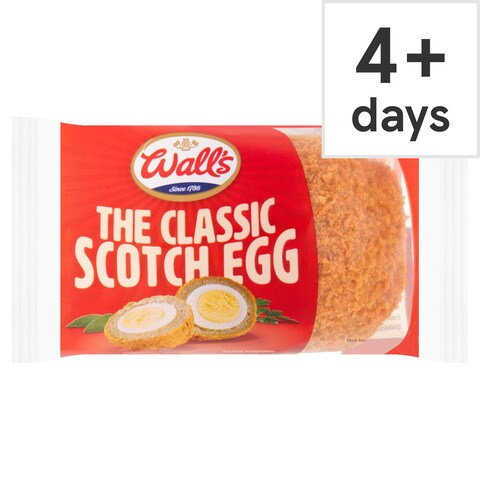 4+
days
Wall's
Since 1786
THE CLASSIC
SCOTCH EGG